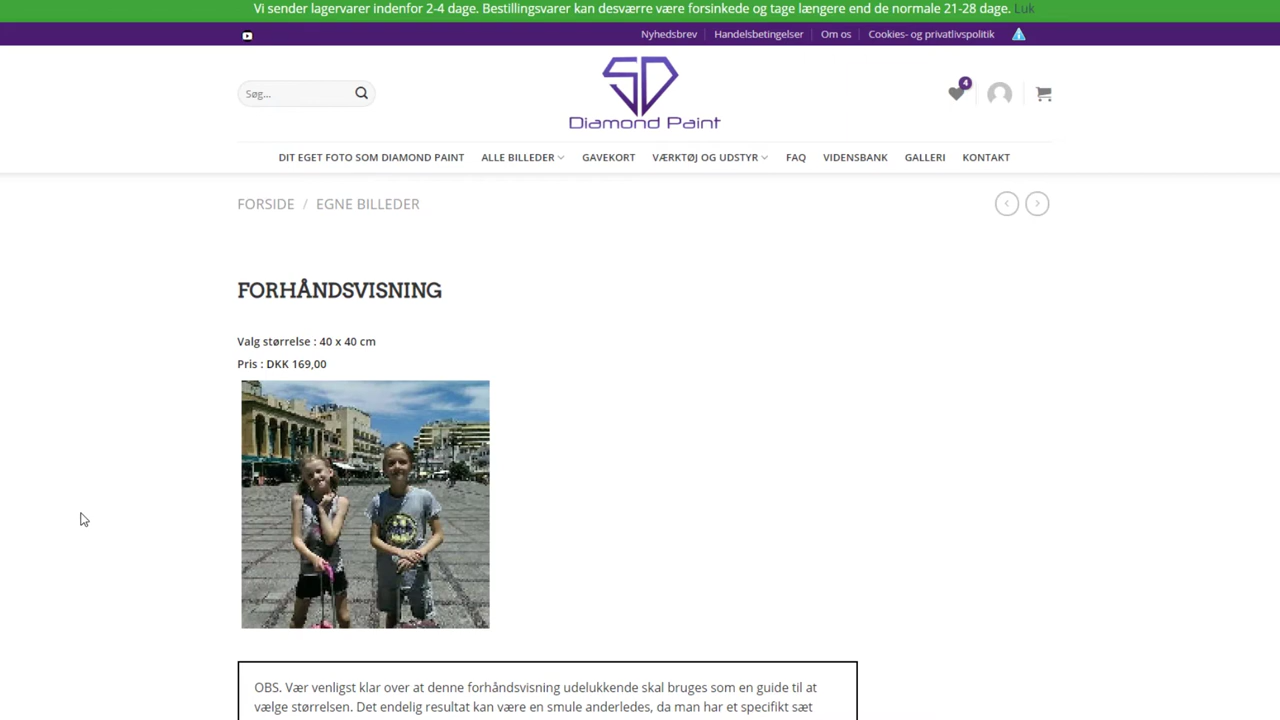 Vi sender lagervarer indenfor 2-4 dage. Bestillingsvarer kan desværre være forsinkede og tage længere end de normale 21-28 dage. Luk
Nyhedsbrev Handelsbetingelser Om os Cookies- og privatlivspolitik
Søg...
SD
Diamond Paint
4
DIT EGET FOTO SOM DIAMOND PAINT ALLE BILLEDER GAVEKORT VÆRKTØJ OG UDSTYR FAQ VIDENSBANK GALLERI KONTAKT
FORSIDE / EGNE BILLEDER
FORHÅNDSVISNING
Valg størrelse : 40 x 40 cm
Pris : DKK 169,00
OBS. Vær venligst klar over at denne forhåndsvisning udelukkende skal bruges som en guide til at
vælge størrelsen. Det endelig resultat kan være en smule anderledes, da man har et specifikt sæt